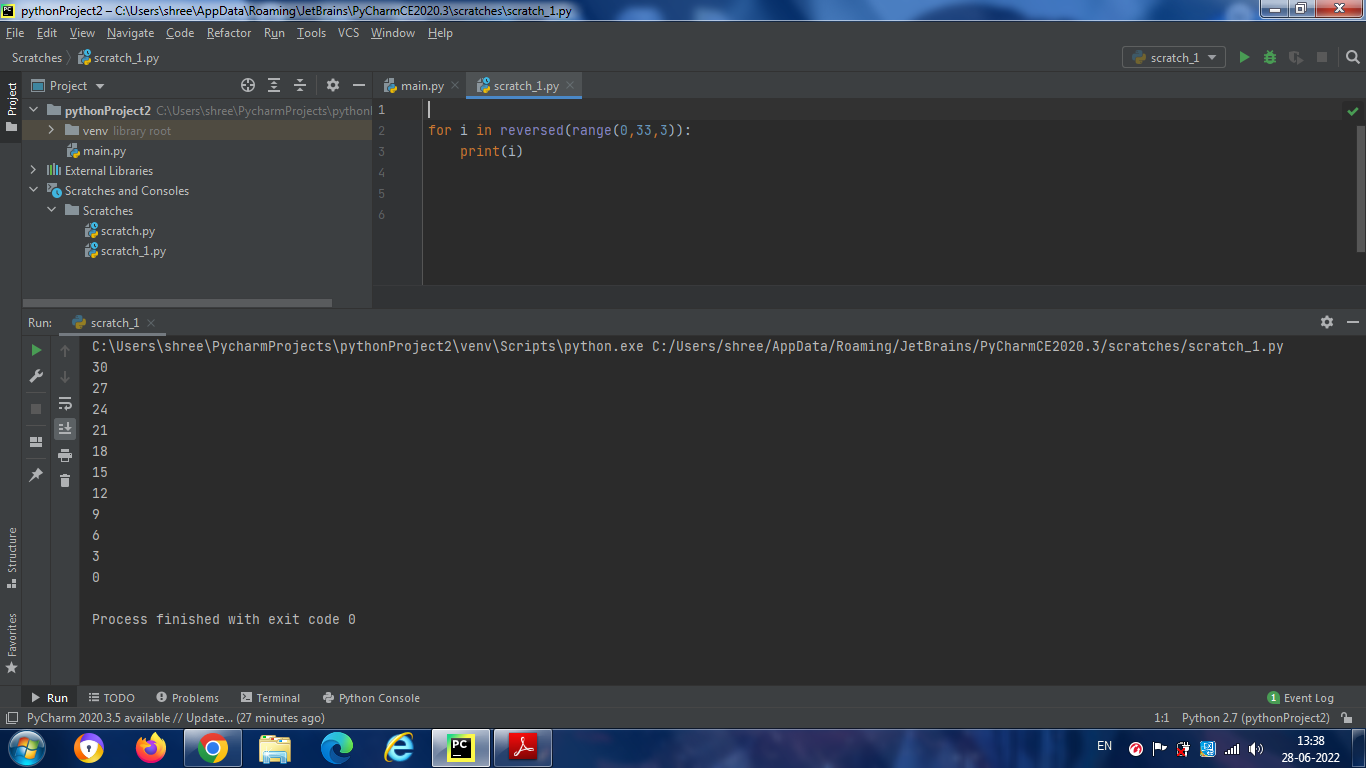 pythonProject2 – C:\Users\shree\AppData\Roaming\JetBrains\PyCharmCE2020.3\scratches\scratch_1.py
File Edit View Navigate Code Refactor Run Tools VCS Window Help
Scratches scratch_1.py
scratch_1
Project
Project
main.py
scratch_1.py
pythonProject2 C:\Users\shree\PycharmProjects\python
venv library root
main.py
External Libraries
Scratches and Consoles
Scratches
scratch.py
scratch_1.py
1
2 for i in reversed(range(0,33,3)):
3 print(i)
4
5
6
Run: scratch_1
C:\Users\shree\PycharmProjects\pythonProject2\venv\Scripts\python.exe C:/Users/shree/AppData/Roaming/JetBrains/PyCharmCE2020.3/scratches/scratch_1.py
30
27
24
21
18
15
12
9
6
3
0
Process finished with exit code 0
Structure
Favorites
Run TODO Problems Terminal Python Console
1 Event Log
PyCharm 2020.3.5 available // Update... (27 minutes ago)
1:1 Python 2.7 (pythonProject2)
PC
EN
13:38
28-06-2022